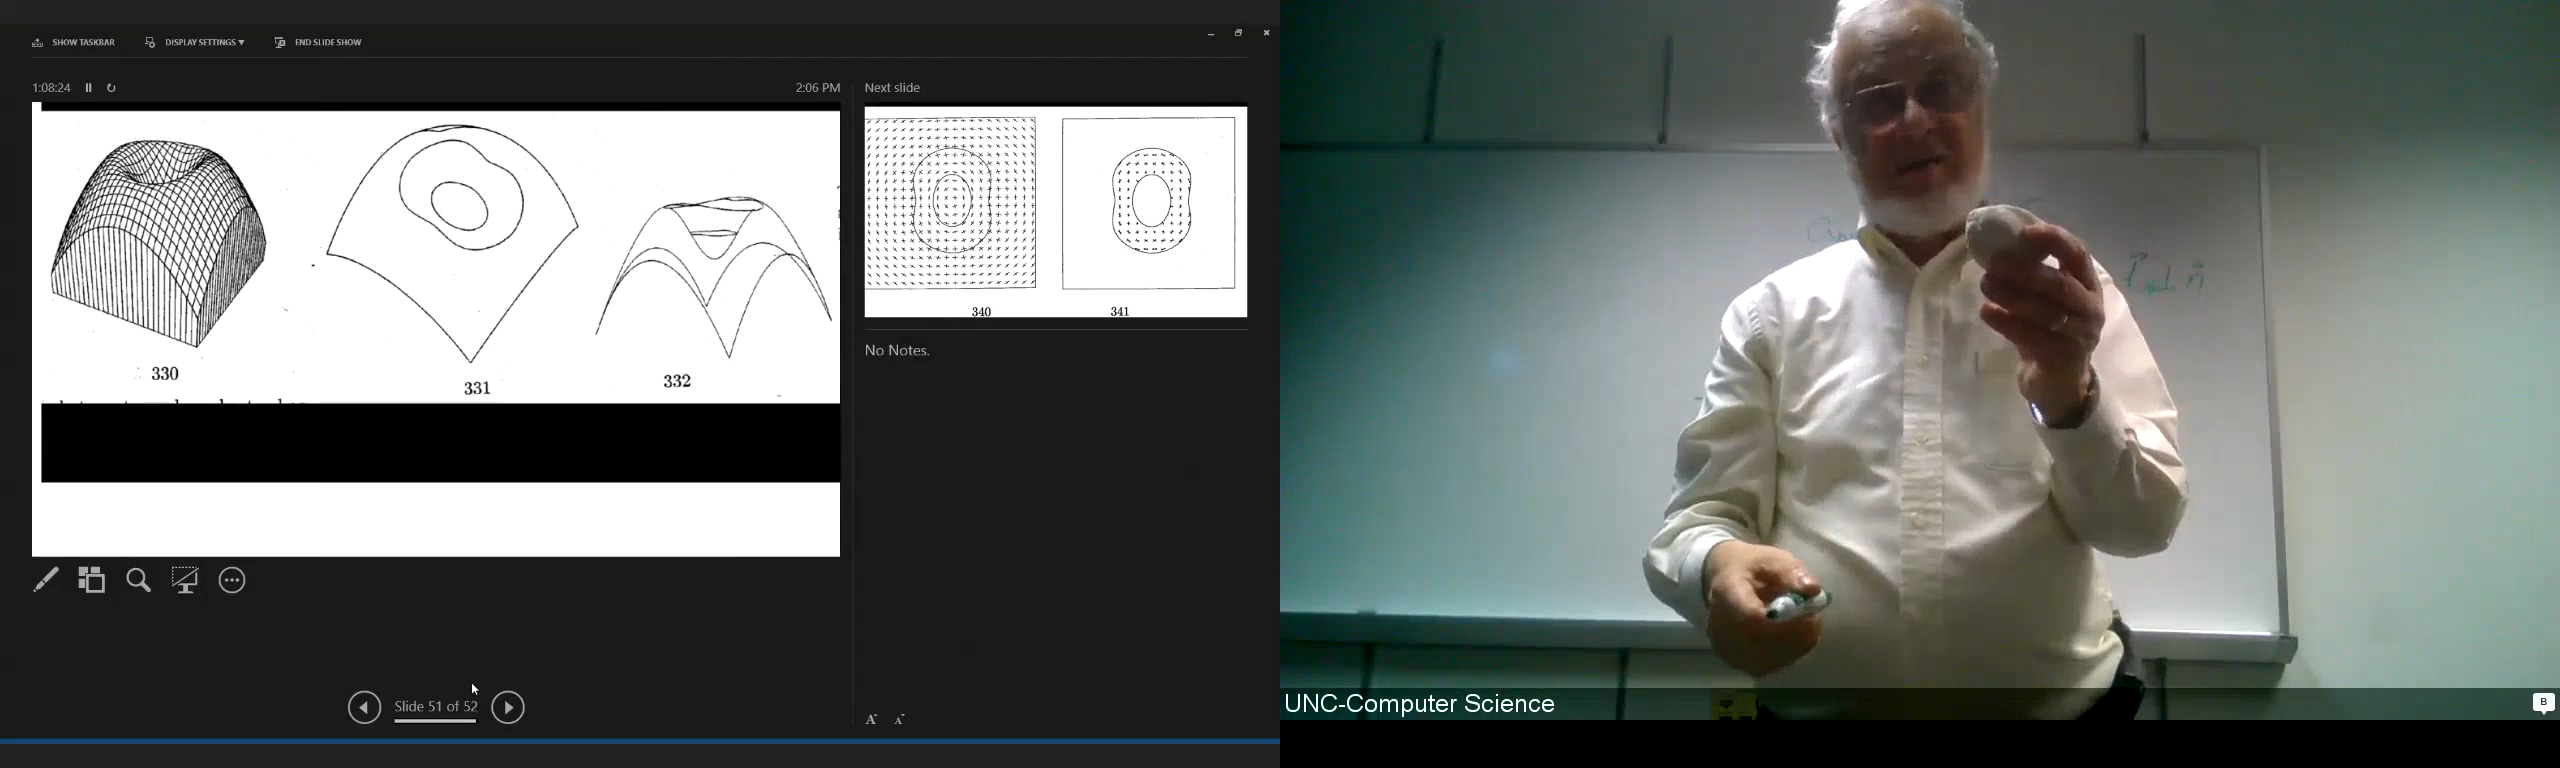 SHOW TASKBAR
DISPLAY SETTINGS ▼
END SLIDE SHOW
1:08:24
2:06 PM
Next slide
330
331
332
340
341
No Notes.
Slide 51 of 52
UNC-Computer Science
B